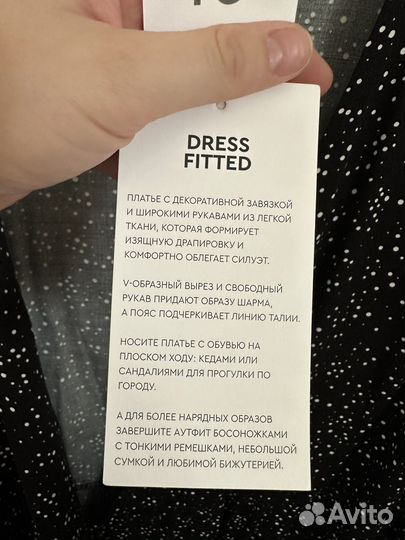 DRESS
FITTED
ПЛАТЬЕ С ДЕКОРАТИВНОЙ ЗАВЯЗКОЙ
И ШИРОКИМИ РУКАВАМИ ИЗ ЛЕГКОЙ
ТКАНИ, КОТОРАЯ ФОРМИРУЕТ
ИЗЯЩНУЮ ДРАПИРОВКУ И
КОМФОРТНО ОБЛЕГАЕТ СИЛУЭТ.
V-ОБРАЗНЫЙ ВЫРЕЗ И СВОБОДНЫЙ
РУКАВ ПРИДАЮТ ОБРАЗУ ШАРМА,
А ПОЯС ПОДЧЕРКИВАЕТ ЛИНИЮ ТАЛИИ.
НОСИТЕ ПЛАТЬЕ С ОБУВЬЮ НА
ПЛОСКОМ ХОДУ: КЕДАМИ ИЛИ
САНДАЛИЯМИ ДЛЯ ПРОГУЛКИ ПО
ГОРОДУ.
А ДЛЯ БОЛЕЕ НАРЯДНЫХ ОБРАЗОВ
ЗАВЕРШИТЕ АУТФИТ БОСОНОЖКАМИ
С ТОНКИМИ РЕМЕШКАМИ, НЕБОЛЬШОЙ
СУМКОЙ И ЛЮБИМОЙ БИЖУТЕРИЕЙ.
Avito